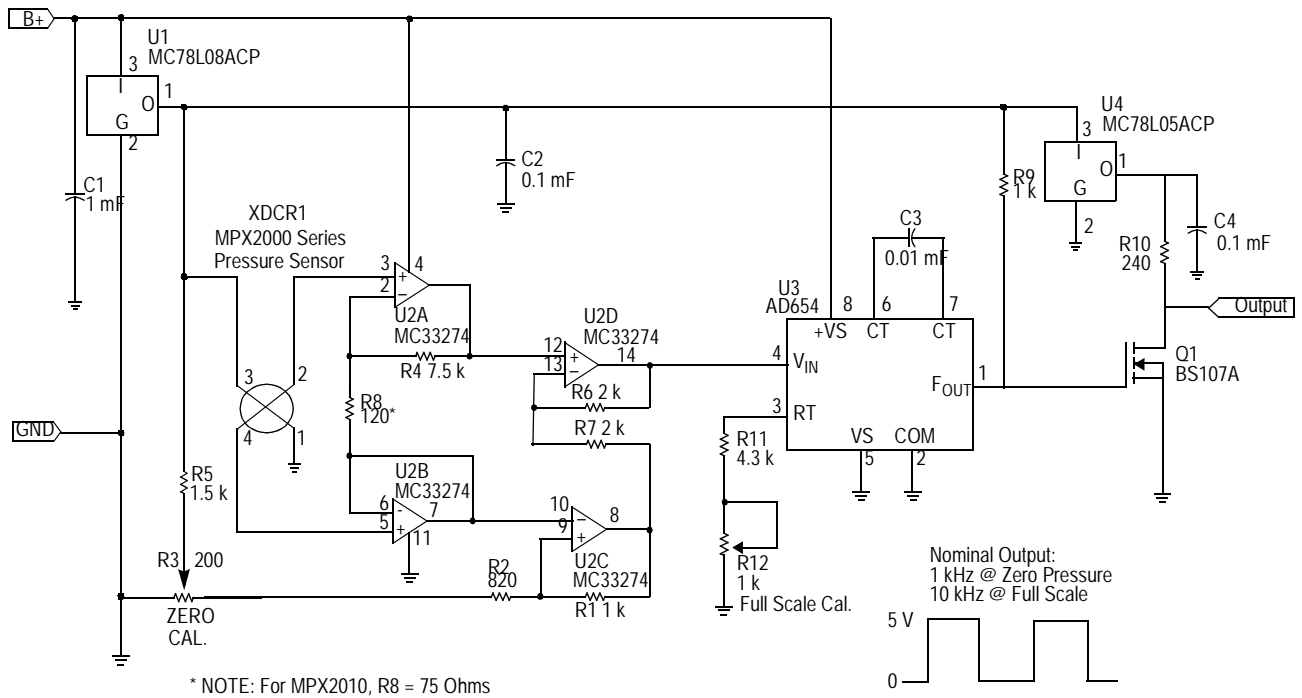 B+
U1
MC78L08ACP
3
I
O
1
G
2
C1
1 mF
C2
0.1 mF
U4
MC78L05ACP
3
I
O
1
G
2
R9
1 k
R10
240
C4
0.1 mF
Output
XDCR1
MPX2000 Series
Pressure Sensor
3
2
4
1
GND
R5
1.5 k
R3 200
ZERO
CAL.
3
+
4
2
−
U2A
MC33274
R4 7.5 k
R8
120*
U2B
MC33274
6
-
7
5
+
11
R2
820
U2D
MC33274
12
+
14
13
−
R6 2 k
R7 2 k
10
−
8
9
+
U2C
MC33274
R1 1 k
C3
0.01 mF
U3
AD654
8
6
7
+VS
CT
CT
4
VIN
FOUT
1
3
RT
VS
COM
5
2
R11
4.3 k
R12
1 k
Full Scale Cal.
Q1
BS107A
Nominal Output:
1 kHz @ Zero Pressure
10 kHz @ Full Scale
5 V
0
* NOTE: For MPX2010, R8 = 75 Ohms